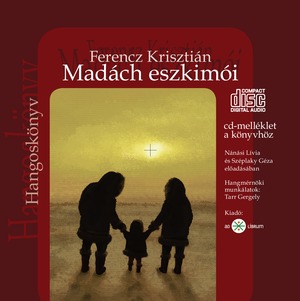 Ferencz Krisztián
Madách eszkimói
Hangoskönyv
COMPACT
disc
DIGITAL AUDIO
cd-melléklet
a könyvhöz
Nánási Lívia
és Széplaky Géza
előadásában
Hangmérnöki
munkálatok:
Tarr Gergely
Kiadó: